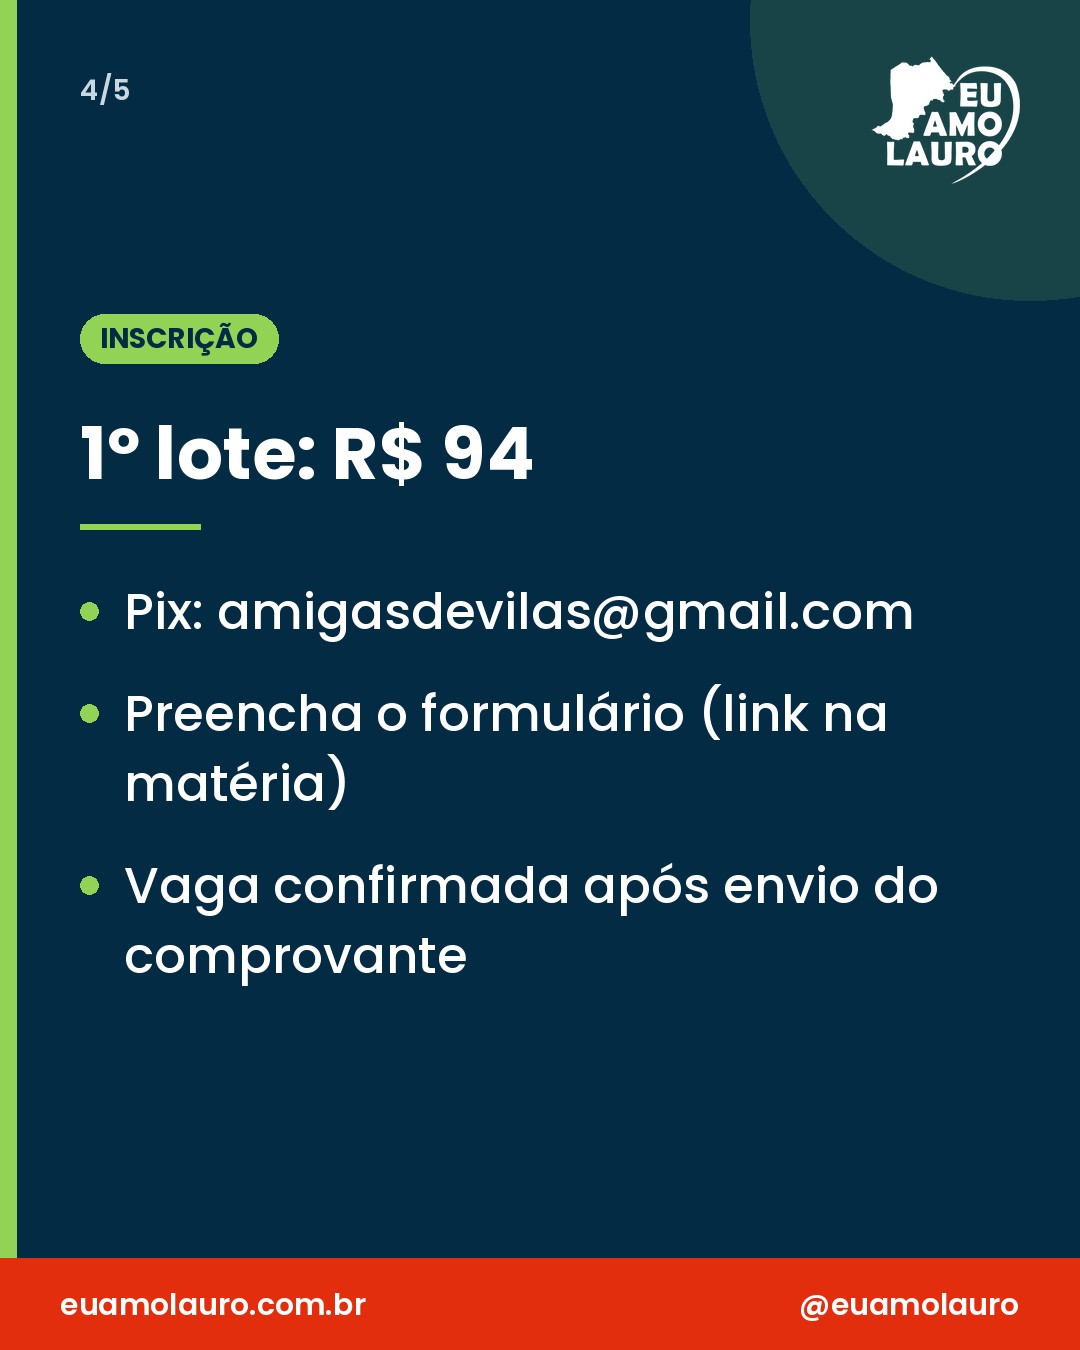 4/5
EU
AMO
LAURO
INSCRIÇÃO
1º lote: R$ 94
Pix: amigasdevilas@gmail.com
Preencha o formulário (link na
matéria)
Vaga confirmada após envio do
comprovante
euamolauro.com.br
@euamolauro